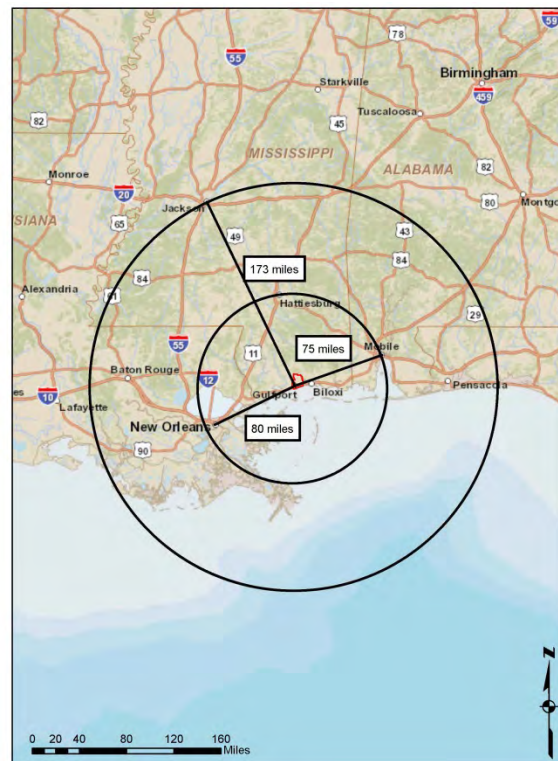 59
78
55
Birmingham
Starkville
459
Tuscaloosa
82
45
MISSISSIPPI
ALABAMA
82
Monroe
20
80
Montgo
Jackson
SIANA
65
49
43
84
173 miles
84
Alexandria
61
Hattiesburg
29
55
11
75 miles
Mobile
Baton Rouge
12
10
Gulfport
Biloxi
Pensacola
es
Lafayette
New Orleans
80 miles
90
N
0 20 40 80 120 160
Miles